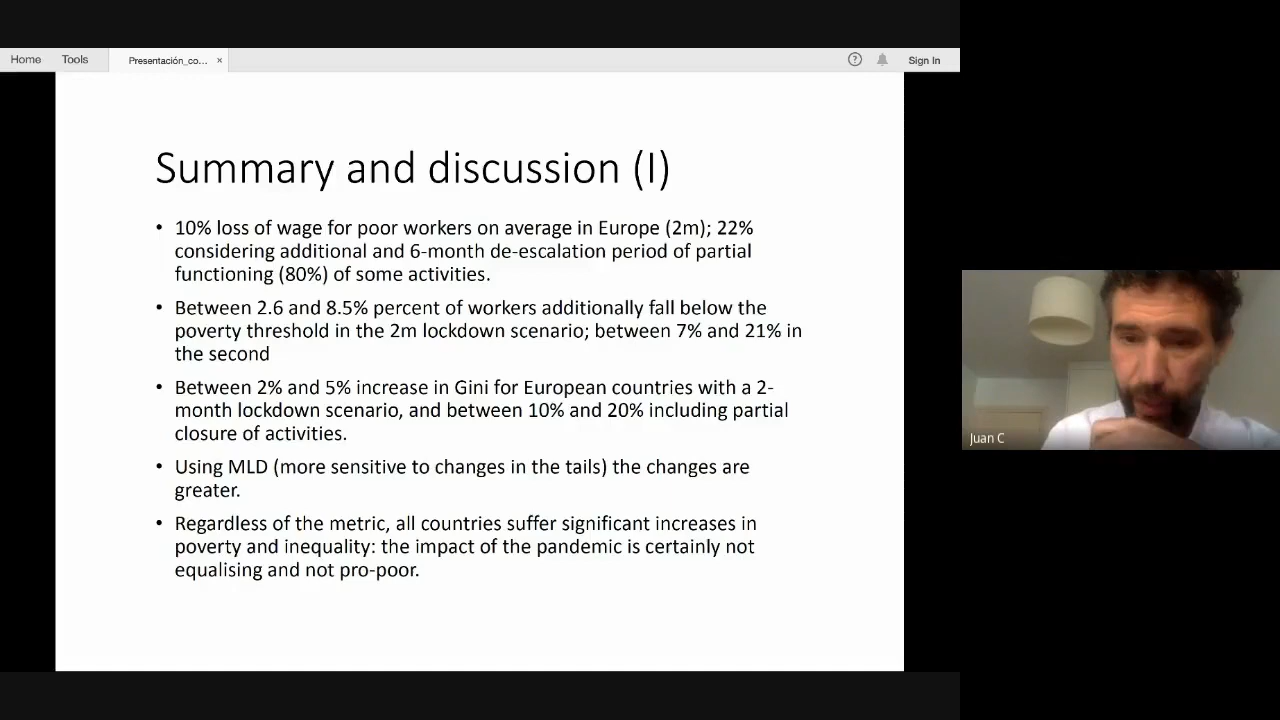 Home Tools Presentación_co... × ? Sign In
Summary and discussion (I)
• 10% loss of wage for poor workers on average in Europe (2m); 22%
considering additional and 6-month de-escalation period of partial
functioning (80%) of some activities.
• Between 2.6 and 8.5% percent of workers additionally fall below the
poverty threshold in the 2m lockdown scenario; between 7% and 21% in
the second
• Between 2% and 5% increase in Gini for European countries with a 2-
month lockdown scenario, and between 10% and 20% including partial
closure of activities.
• Using MLD (more sensitive to changes in the tails) the changes are
greater.
• Regardless of the metric, all countries suffer significant increases in
poverty and inequality: the impact of the pandemic is certainly not
equalising and not pro-poor.
Juan C